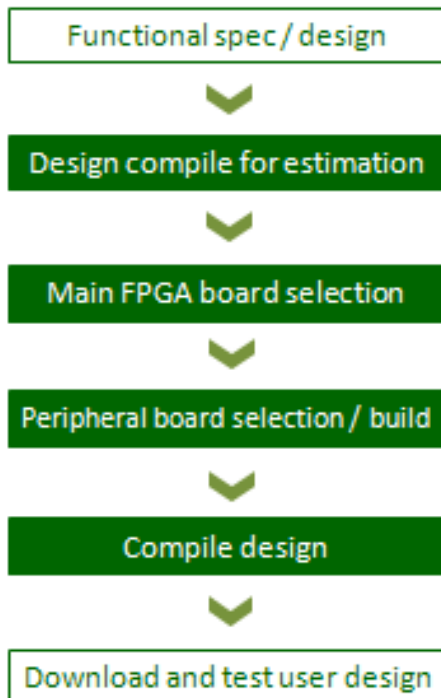 Functional spec / design
Design compile for estimation
Main FPGA board selection
Peripheral board selection / build
Compile design
Download and test user design